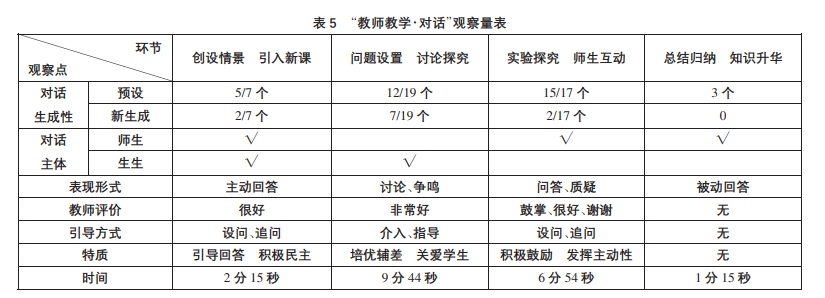 表 5 “教师教学·对话”观察量表
环节
观察点
创设情景 引入新课 问题设置 讨论探究 实验探究 师生互动 总结归纳 知识升华
对话 预设 5/7 个 12/19 个 15/17 个 3 个
生成性 新生成 2/7 个 7/19 个 2/17 个 0
对话 师生 √ √ √
主体 生生 √ √
表现形式 主动回答 讨论、争鸣 问答、质疑 被动回答
教师评价 很好 非常好 鼓掌、很好、谢谢 无
引导方式 设问、追问 介入、指导 设问、追问 无
特质 引导回答 积极民主 培优辅差 关爱学生 积极鼓励 发挥主动性 无
时间 2 分 15 秒 9 分 44 秒 6 分 54 秒 1 分 15 秒